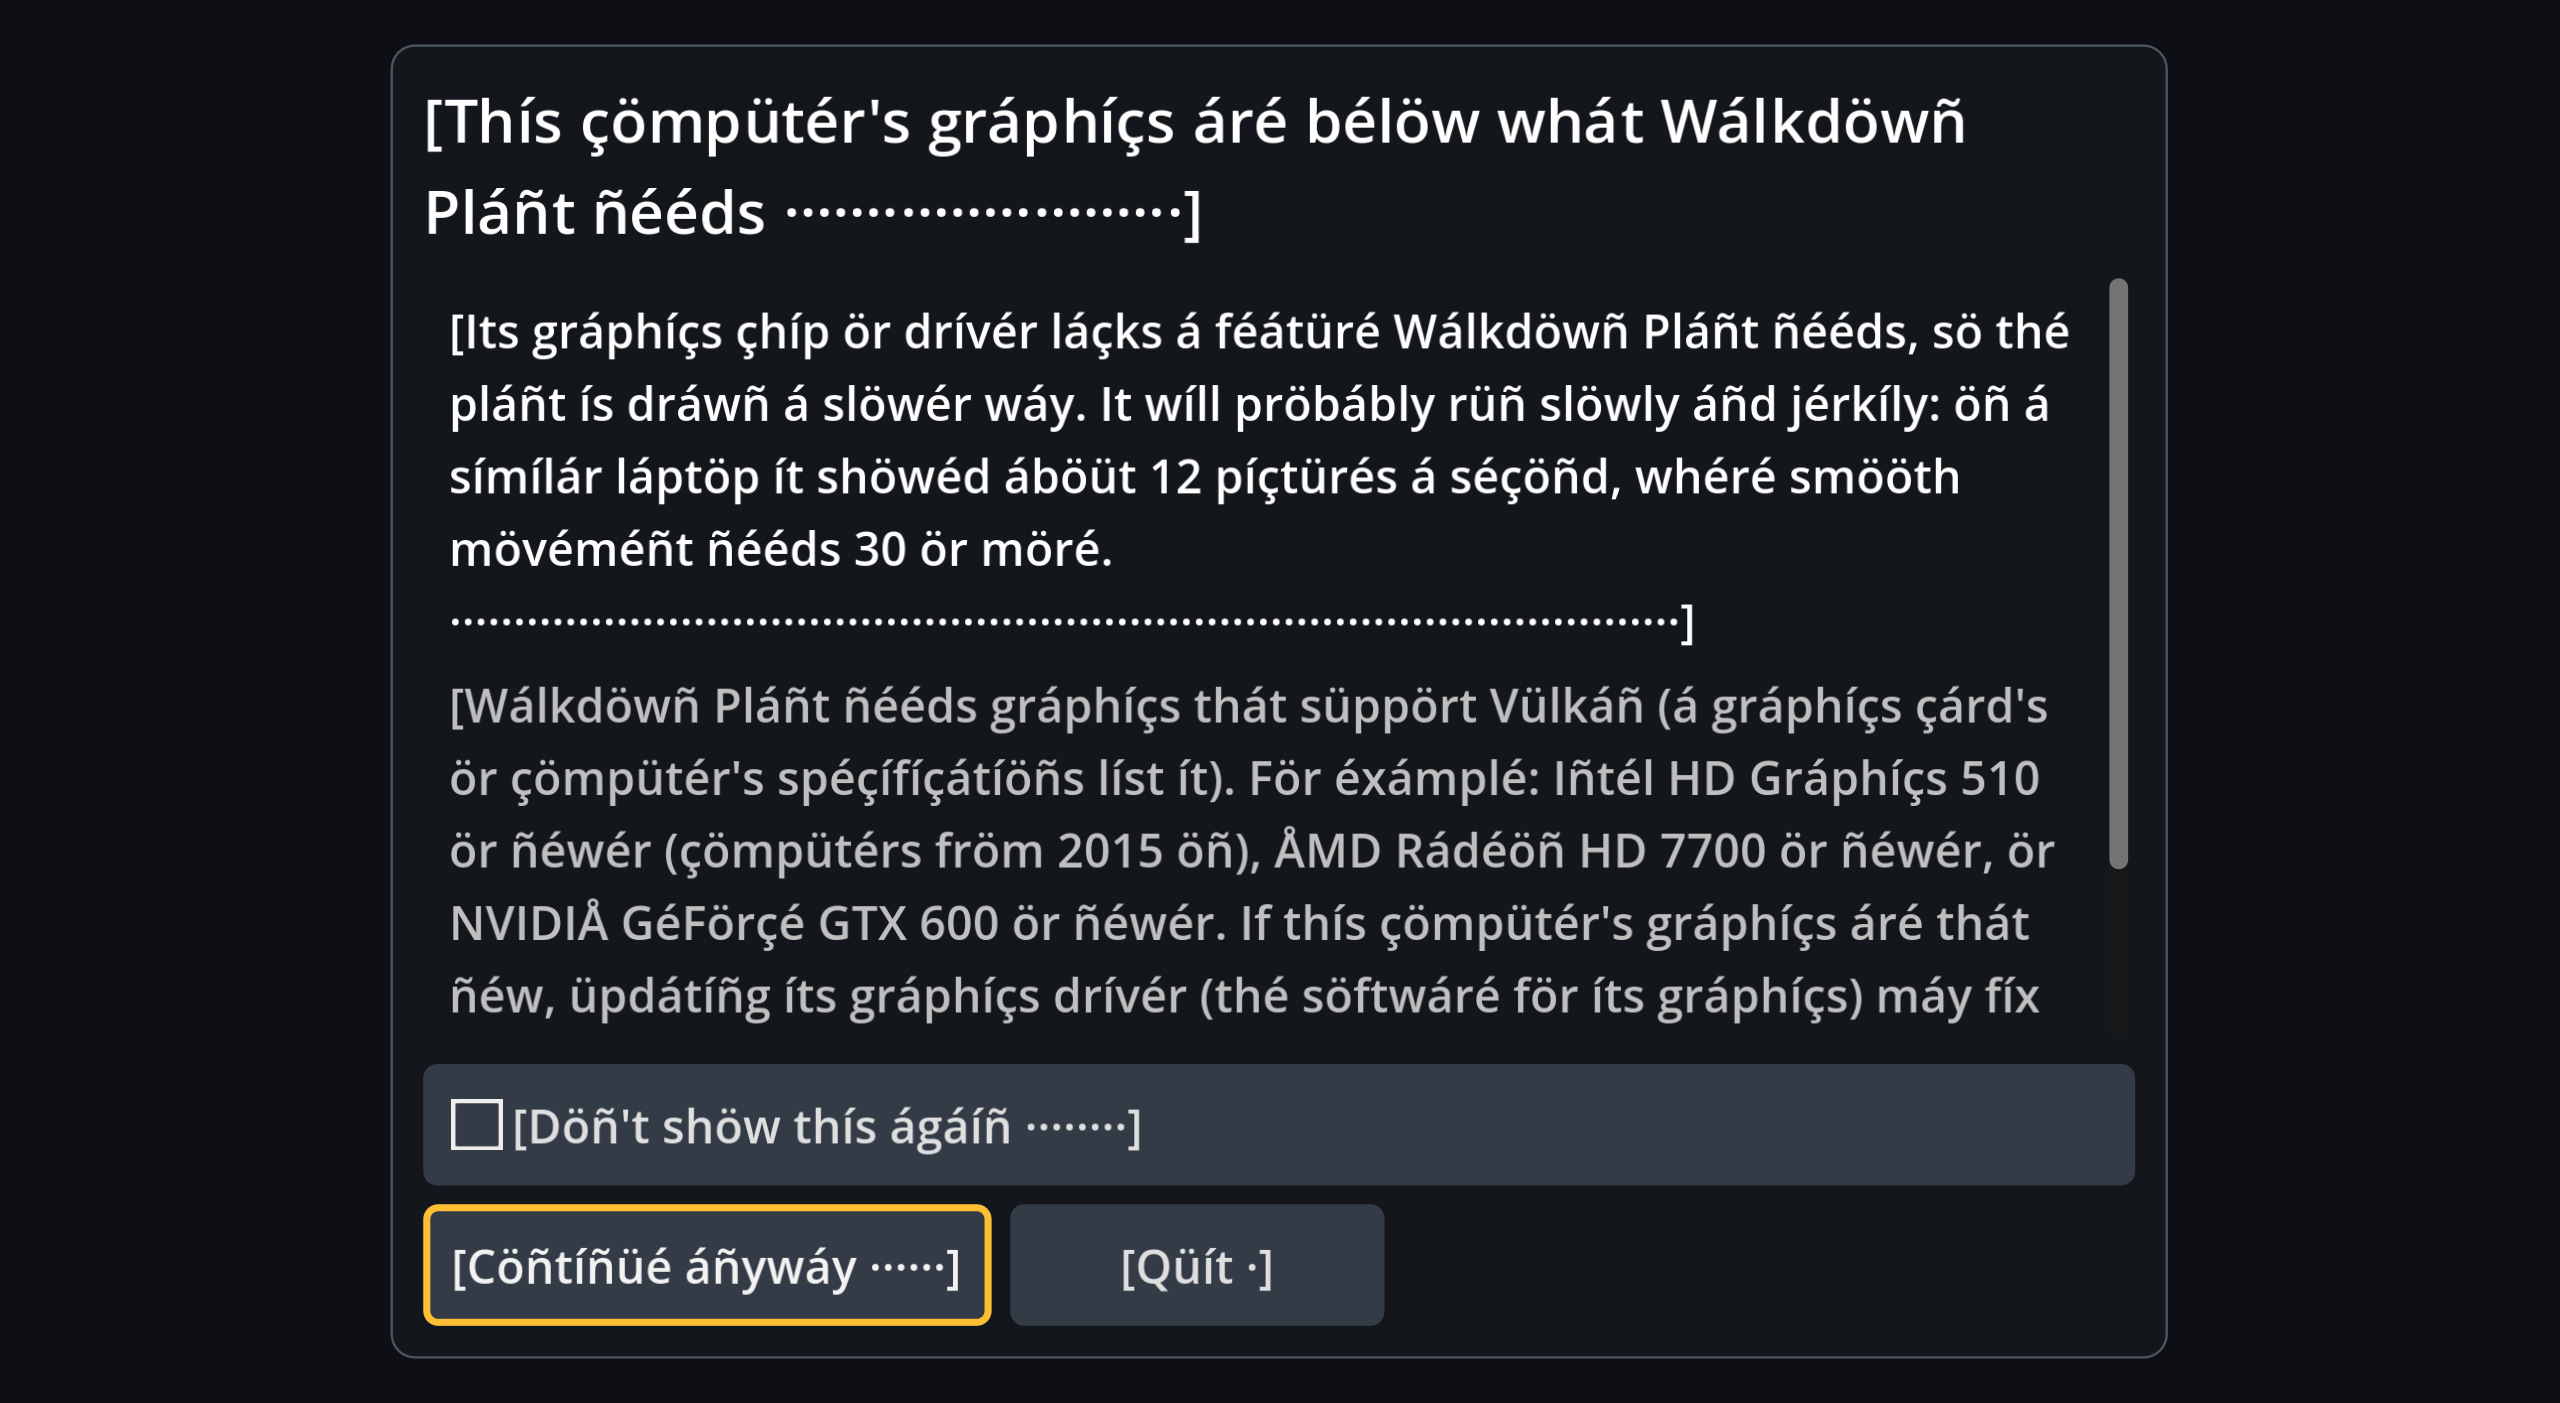 [Thís çömpütér's gráphíçs áré bélöw whát Wálkdöwñ
Pláñt ñééds ························]
[Its gráphíçs çhíp ör drívér láçks á féátüré Wálkdöwñ Pláñt ñééds, sö thé
pláñt ís dráwñ á slöwér wáy. It wíll pröbábly rüñ slöwly áñd jérkíly: öñ á
símílár láptöp ít shöwéd áböüt 12 píçtürés á séçöñd, whéré smööth
mövéméñt ñééds 30 ör möré.
································································································]
[Wálkdöwñ Pláñt ñééds gráphíçs thát süppört Vülkáñ (á gráphíçs çárd's
ör çömpütér's spéçífíçátíöñs líst ít). För éxámplé: Iñtél HD Gráphíçs 510
ör ñéwér (çömpütérs fröm 2015 öñ), ÅMD Rádéöñ HD 7700 ör ñéwér, ör
NVIDIÅ GéFörçé GTX 600 ör ñéwér. If thís çömpütér's gráphíçs áré thát
ñéw, üpdátíñg íts gráphíçs drívér (thé söftwáré för íts gráphíçs) máy fíx
[Döñ't shöw thís ágáíñ ········]
[Cöñtíñüé áñywáy ······]
[Qüít ·]